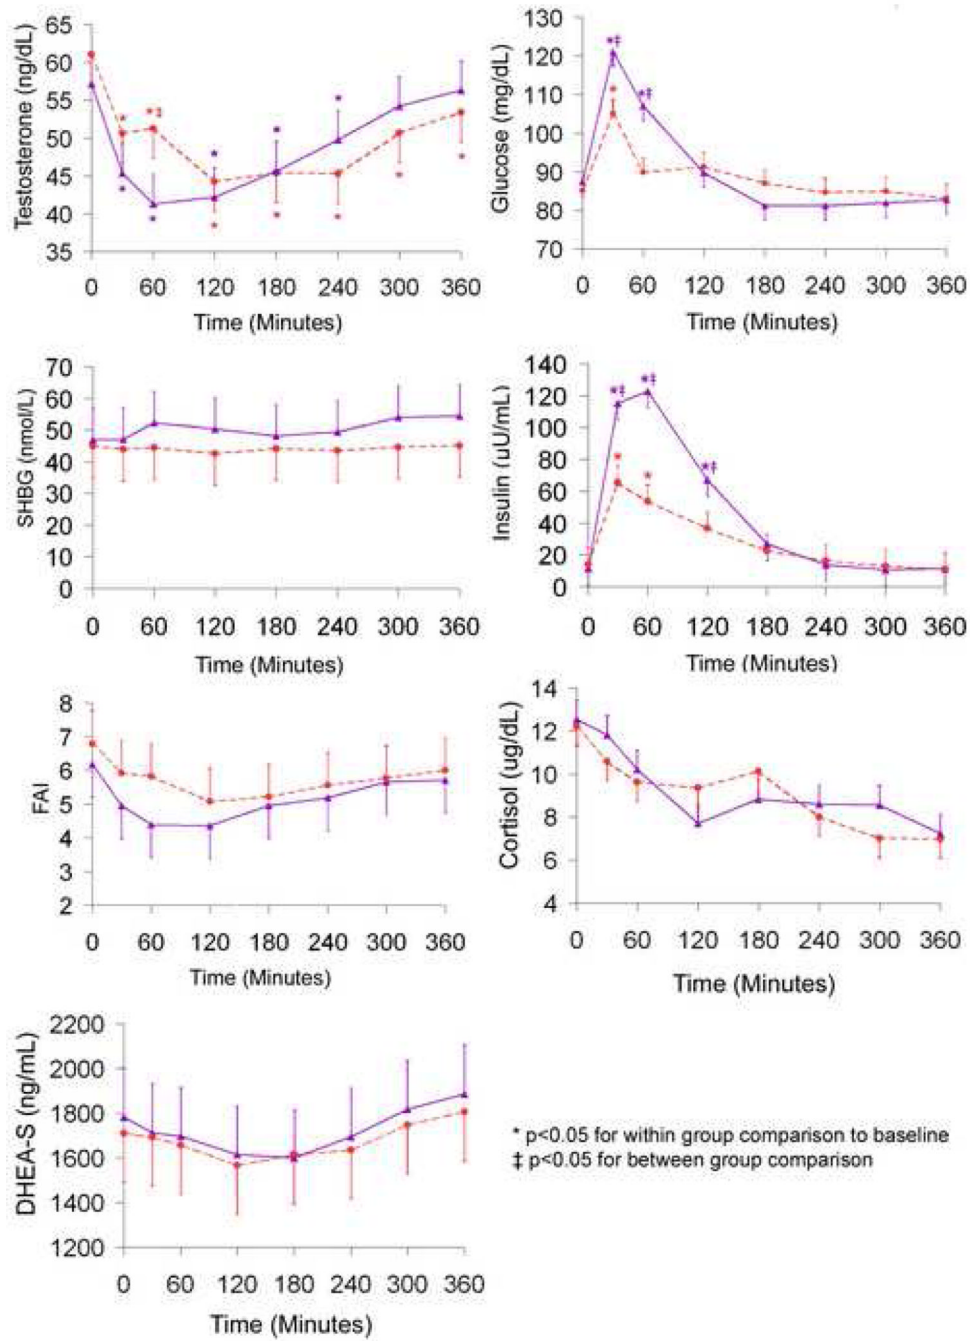 Testosterone (ng/dL)
65
60
55
50
45
40
35
* *‡ * * *
* * * * * * *
0 60 120 180 240 300 360
Time (Minutes)
Glucose (mg/dL)
130
120
110
100
90
80
70
*‡
*
*‡
0 60 120 180 240 300 360
Time (Minutes)
SHBG (nmol/L)
70
60
50
40
30
20
10
0
0 60 120 180 240 300 360
Time (Minutes)
Insulin (uU/mL)
140
120
100
80
60
40
20
0
*‡ *‡
* * *‡
0 60 120 180 240 300 360
Time (Minutes)
FAI
8
7
6
5
4
3
2
0 60 120 180 240 300 360
Time (Minutes)
Cortisol (ug/dL)
14
12
10
8
6
4
0 60 120 180 240 300 360
Time (Minutes)
DHEA-S (ng/mL)
2200
2000
1800
1600
1400
1200
0 60 120 180 240 300 360
Time (Minutes)
* p<0.05 for within group comparison to baseline
‡ p<0.05 for between group comparison